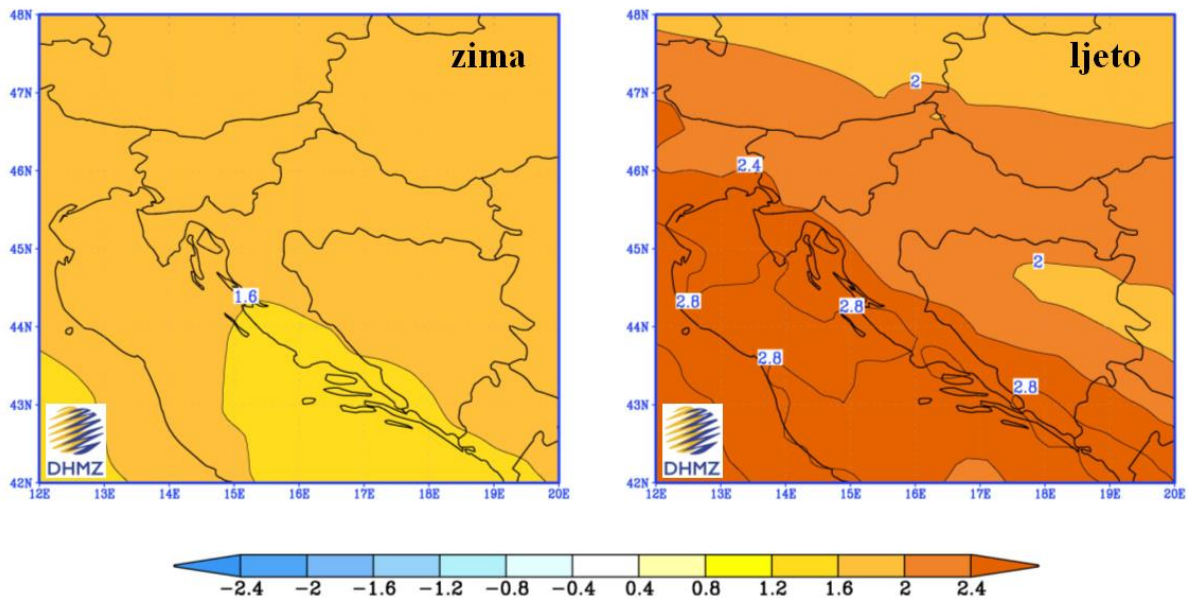 48N
47N
46N
45N
44N
43N
42N
12E 13E 14E 15E 16E 17E 18E 19E 20E
zima
1.6
DHMZ
48N
47N
46N
45N
44N
43N
42N
12E 13E 14E 15E 16E 17E 18E 19E 20E
ljeto
2
2.4
2
2.8
2.8
2.8
2.8
DHMZ
−2.4 −2 −1.6 −1.2 −0.8 −0.4 0.4 0.8 1.2 1.6 2 2.4